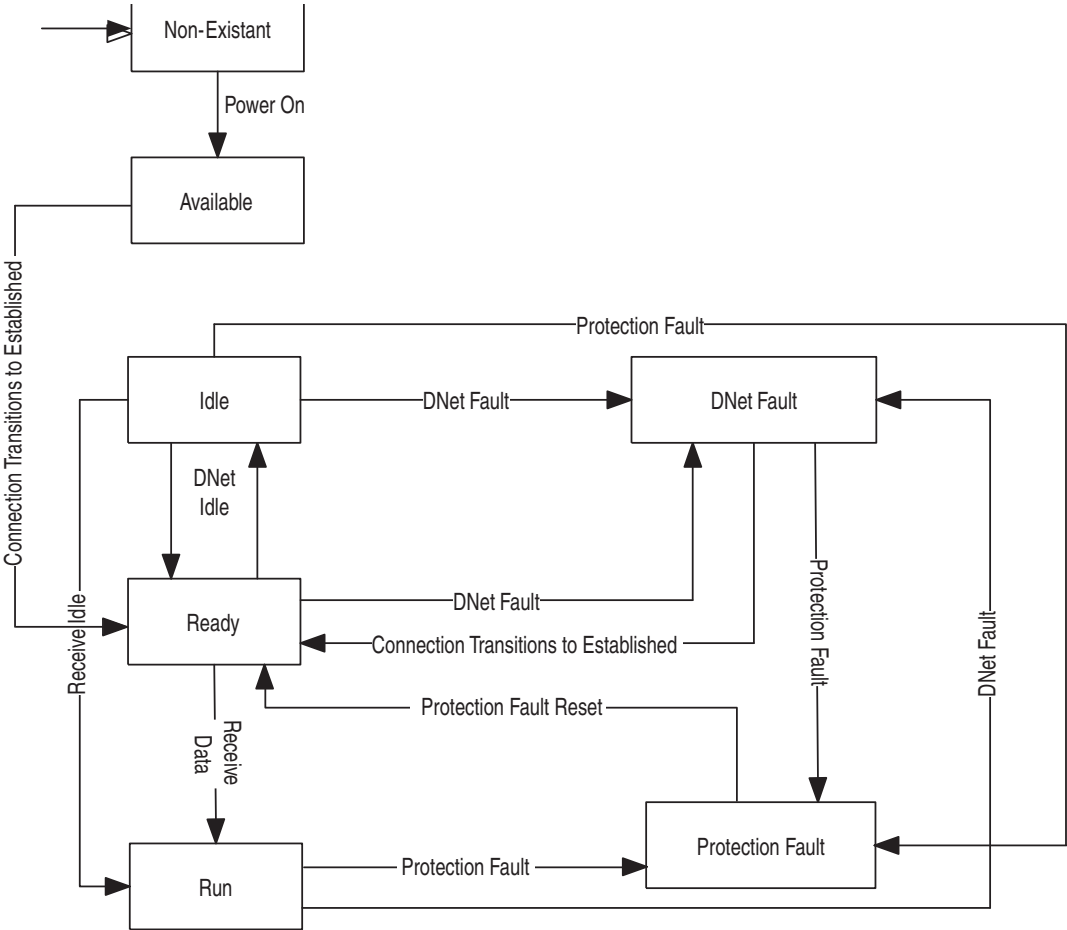 Non-Existant
Power On
Available
Connection Transitions to Established
Protection Fault
Idle
DNet Fault
DNet Fault
DNet
Idle
Ready
DNet Fault
Connection Transitions to Established
Protection Fault
DNet Fault
Receive Idle
Protection Fault Reset
Receive
Data
Protection Fault
Protection Fault
Run